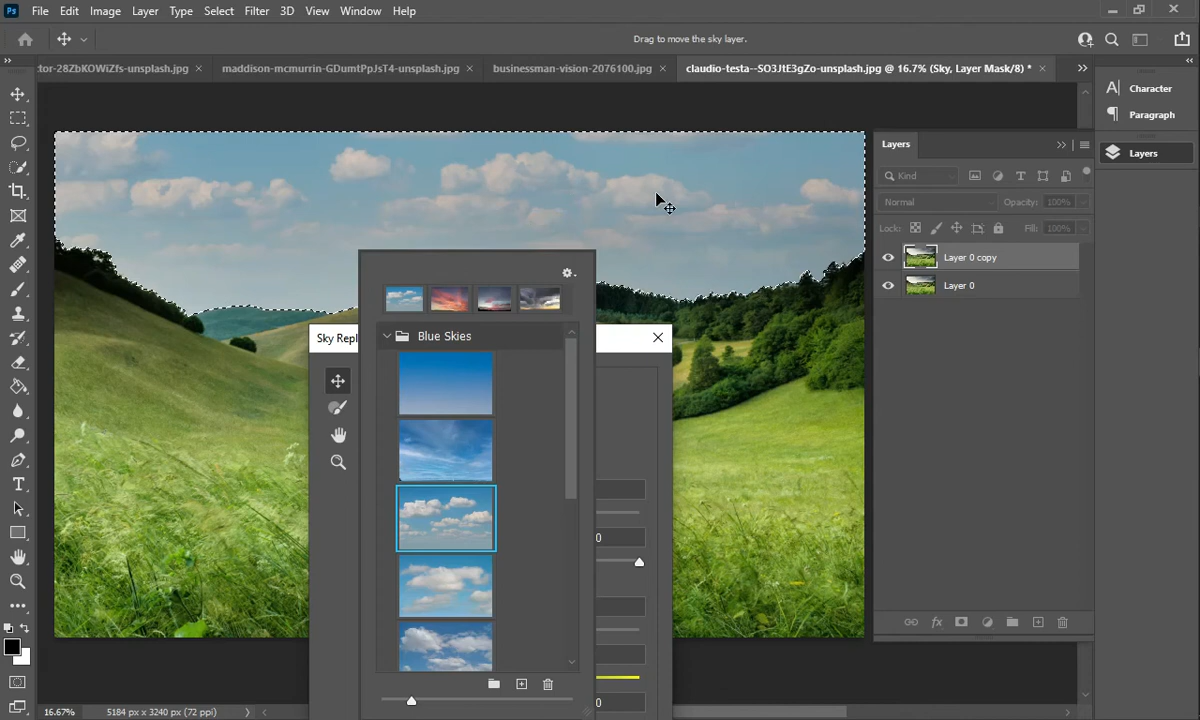 Ps File Edit Image Layer Type Select Filter 3D View Window Help
Drag to move the sky layer.
:tor-28ZbKOWiZfs-unsplash.jpg × maddison-mcmurrin-GDumtPpJsT4-unsplash.jpg × businessman-vision-2076100.jpg × claudio-testa--SO3JtE3gZo-unsplash.jpg @ 16.7% (Sky, Layer Mask/8) * ×
Character
Paragraph
Layers
Layers
Kind
Normal Opacity: 100%
Lock: Fill: 100%
Layer 0 copy
Layer 0
Blue Skies
Sky Repl
0
0
16.67% 5184 px x 3240 px (72 ppi)